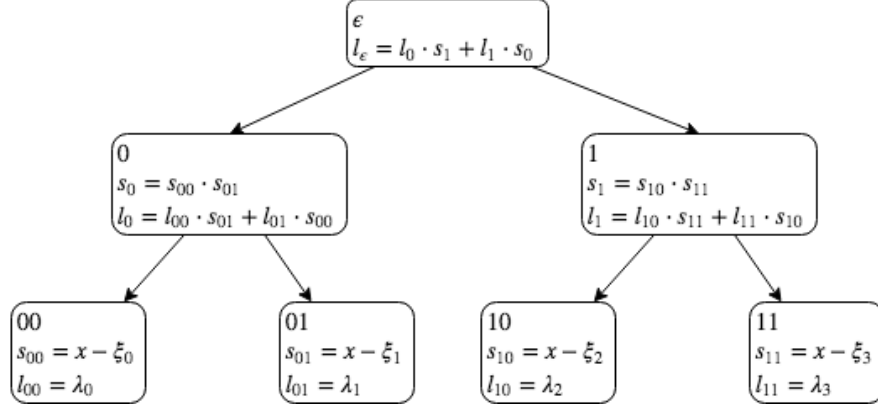 ϵ
l_ϵ = l_0 · s_1 + l_1 · s_0
0
s_0 = s_00 · s_01
l_0 = l_00 · s_01 + l_01 · s_00
1
s_1 = s_10 · s_11
l_1 = l_10 · s_11 + l_11 · s_10
00
s_00 = x − ξ_0
l_00 = λ_0
01
s_01 = x − ξ_1
l_01 = λ_1
10
s_10 = x − ξ_2
l_10 = λ_2
11
s_11 = x − ξ_3
l_11 = λ_3